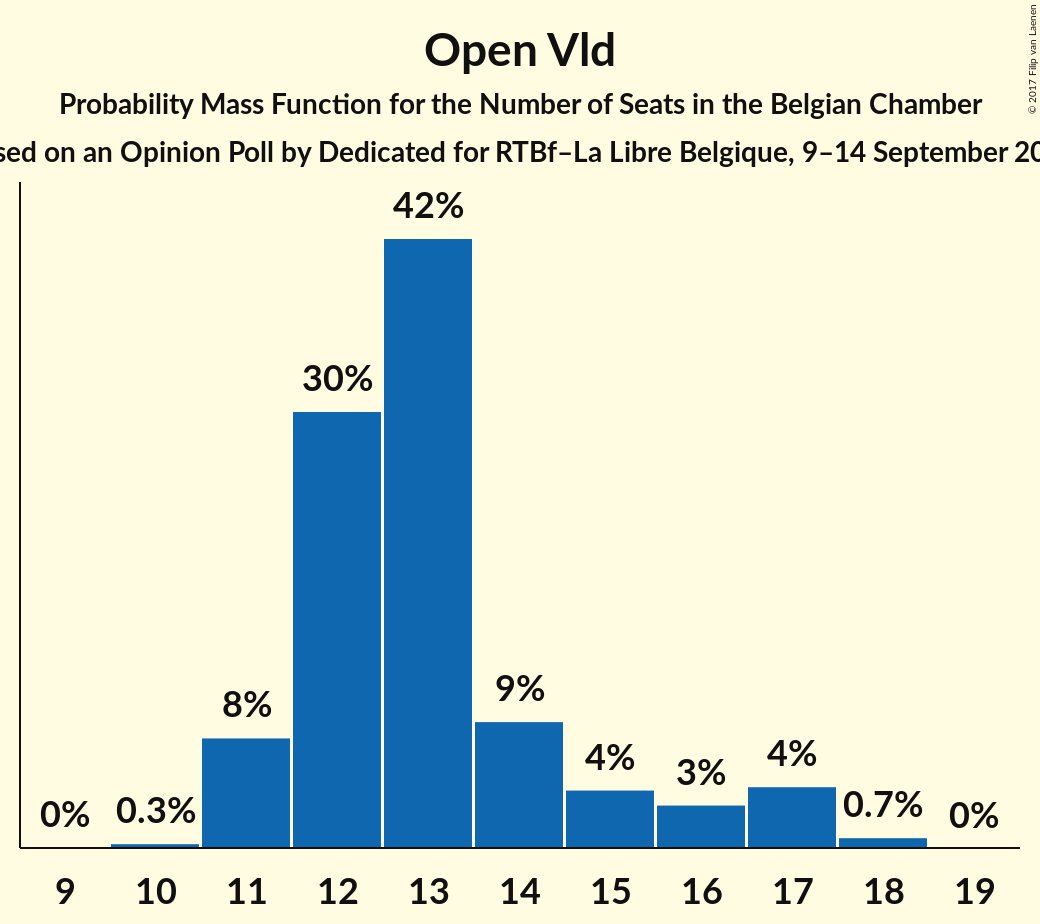 Open Vld
Probability Mass Function for the Number of Seats in the Belgian Chamber
sed on an Opinion Poll by Dedicated for RTBf–La Libre Belgique, 9–14 September 20
© 2017 Filip van Laenen
42%
30%
9%
8%
4%
4%
3%
0.7%
0.3%
0%
0%
9 10 11 12 13 14 15 16 17 18 19